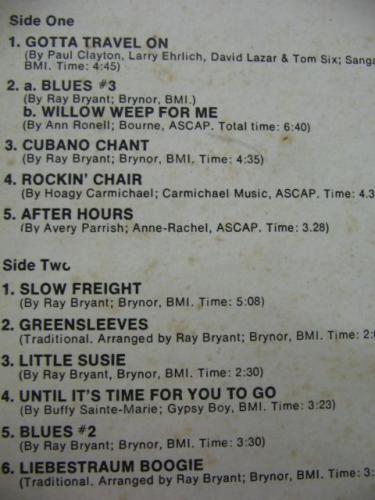 Side One
1. GOTTA TRAVEL ON
(By Paul Clayton, Larry Ehrlich, David Lazar & Tom Six; Sanga
BMI. Time: 4:45)
2. a. BLUES #3
(By Ray Bryant; Brynor, BMI.)
b. WILLOW WEEP FOR ME
(By Ann Ronell; Bourne, ASCAP. Total time: 6:40)
3. CUBANO CHANT
(By Ray Bryant; Brynor, BMI. Time: 4:35)
4. ROCKIN' CHAIR
(By Hoagy Carmichael; Carmichael Music, ASCAP. Time: 4.3
5. AFTER HOURS
(By Avery Parrish; Anne-Rachel, ASCAP. Time: 3.28)
Side Two
1. SLOW FREIGHT
(By Ray Bryant; Brynor, BMI. Time: 5:08)
2. GREENSLEEVES
(Traditional. Arranged by Ray Bryant; Brynor, BMI. Time: 2:
3. LITTLE SUSIE
(By Ray Bryant, Brynor, BMI. Time: 2:30)
4. UNTIL IT'S TIME FOR YOU TO GO
(By Buffy Sainte-Marie; Gypsy Boy, BMI. Time: 3:23)
5. BLUES #2
(By Ray Bryant; Brynor, BMI. Time: 3:30)
6. LIEBESTRAUM BOOGIE
(Traditional. Arranged by Ray Bryant; Brynor, BMI. Time: 3: